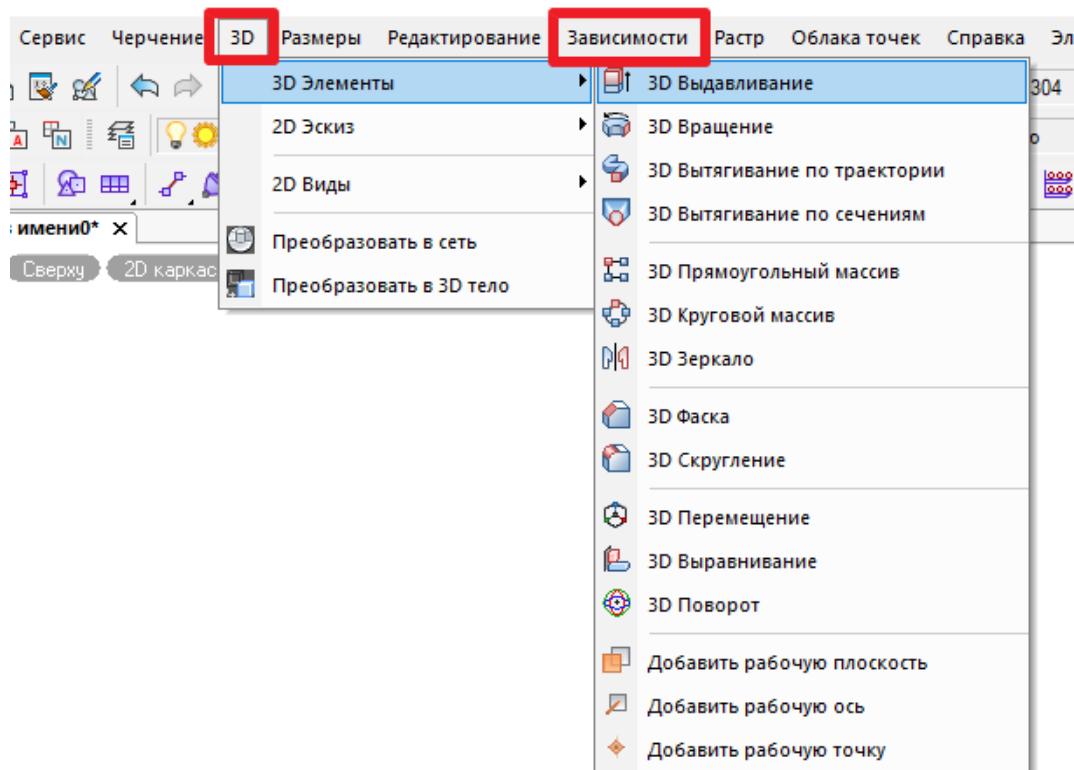 Сервис Черчение 3D Размеры Редактирование Зависимости Растр Облака точек Справка Эл
3D Элементы
2D Эскиз
2D Виды
Преобразовать в сеть
Преобразовать в 3D тело
304
имени0*
Сверху 2D каркас
3D Выдавливание
3D Вращение
3D Вытягивание по траектории
3D Вытягивание по сечениям
3D Прямоугольный массив
3D Круговой массив
3D Зеркало
3D Фаска
3D Скругление
3D Перемещение
3D Выравнивание
3D Поворот
Добавить рабочую плоскость
Добавить рабочую ось
Добавить рабочую точку